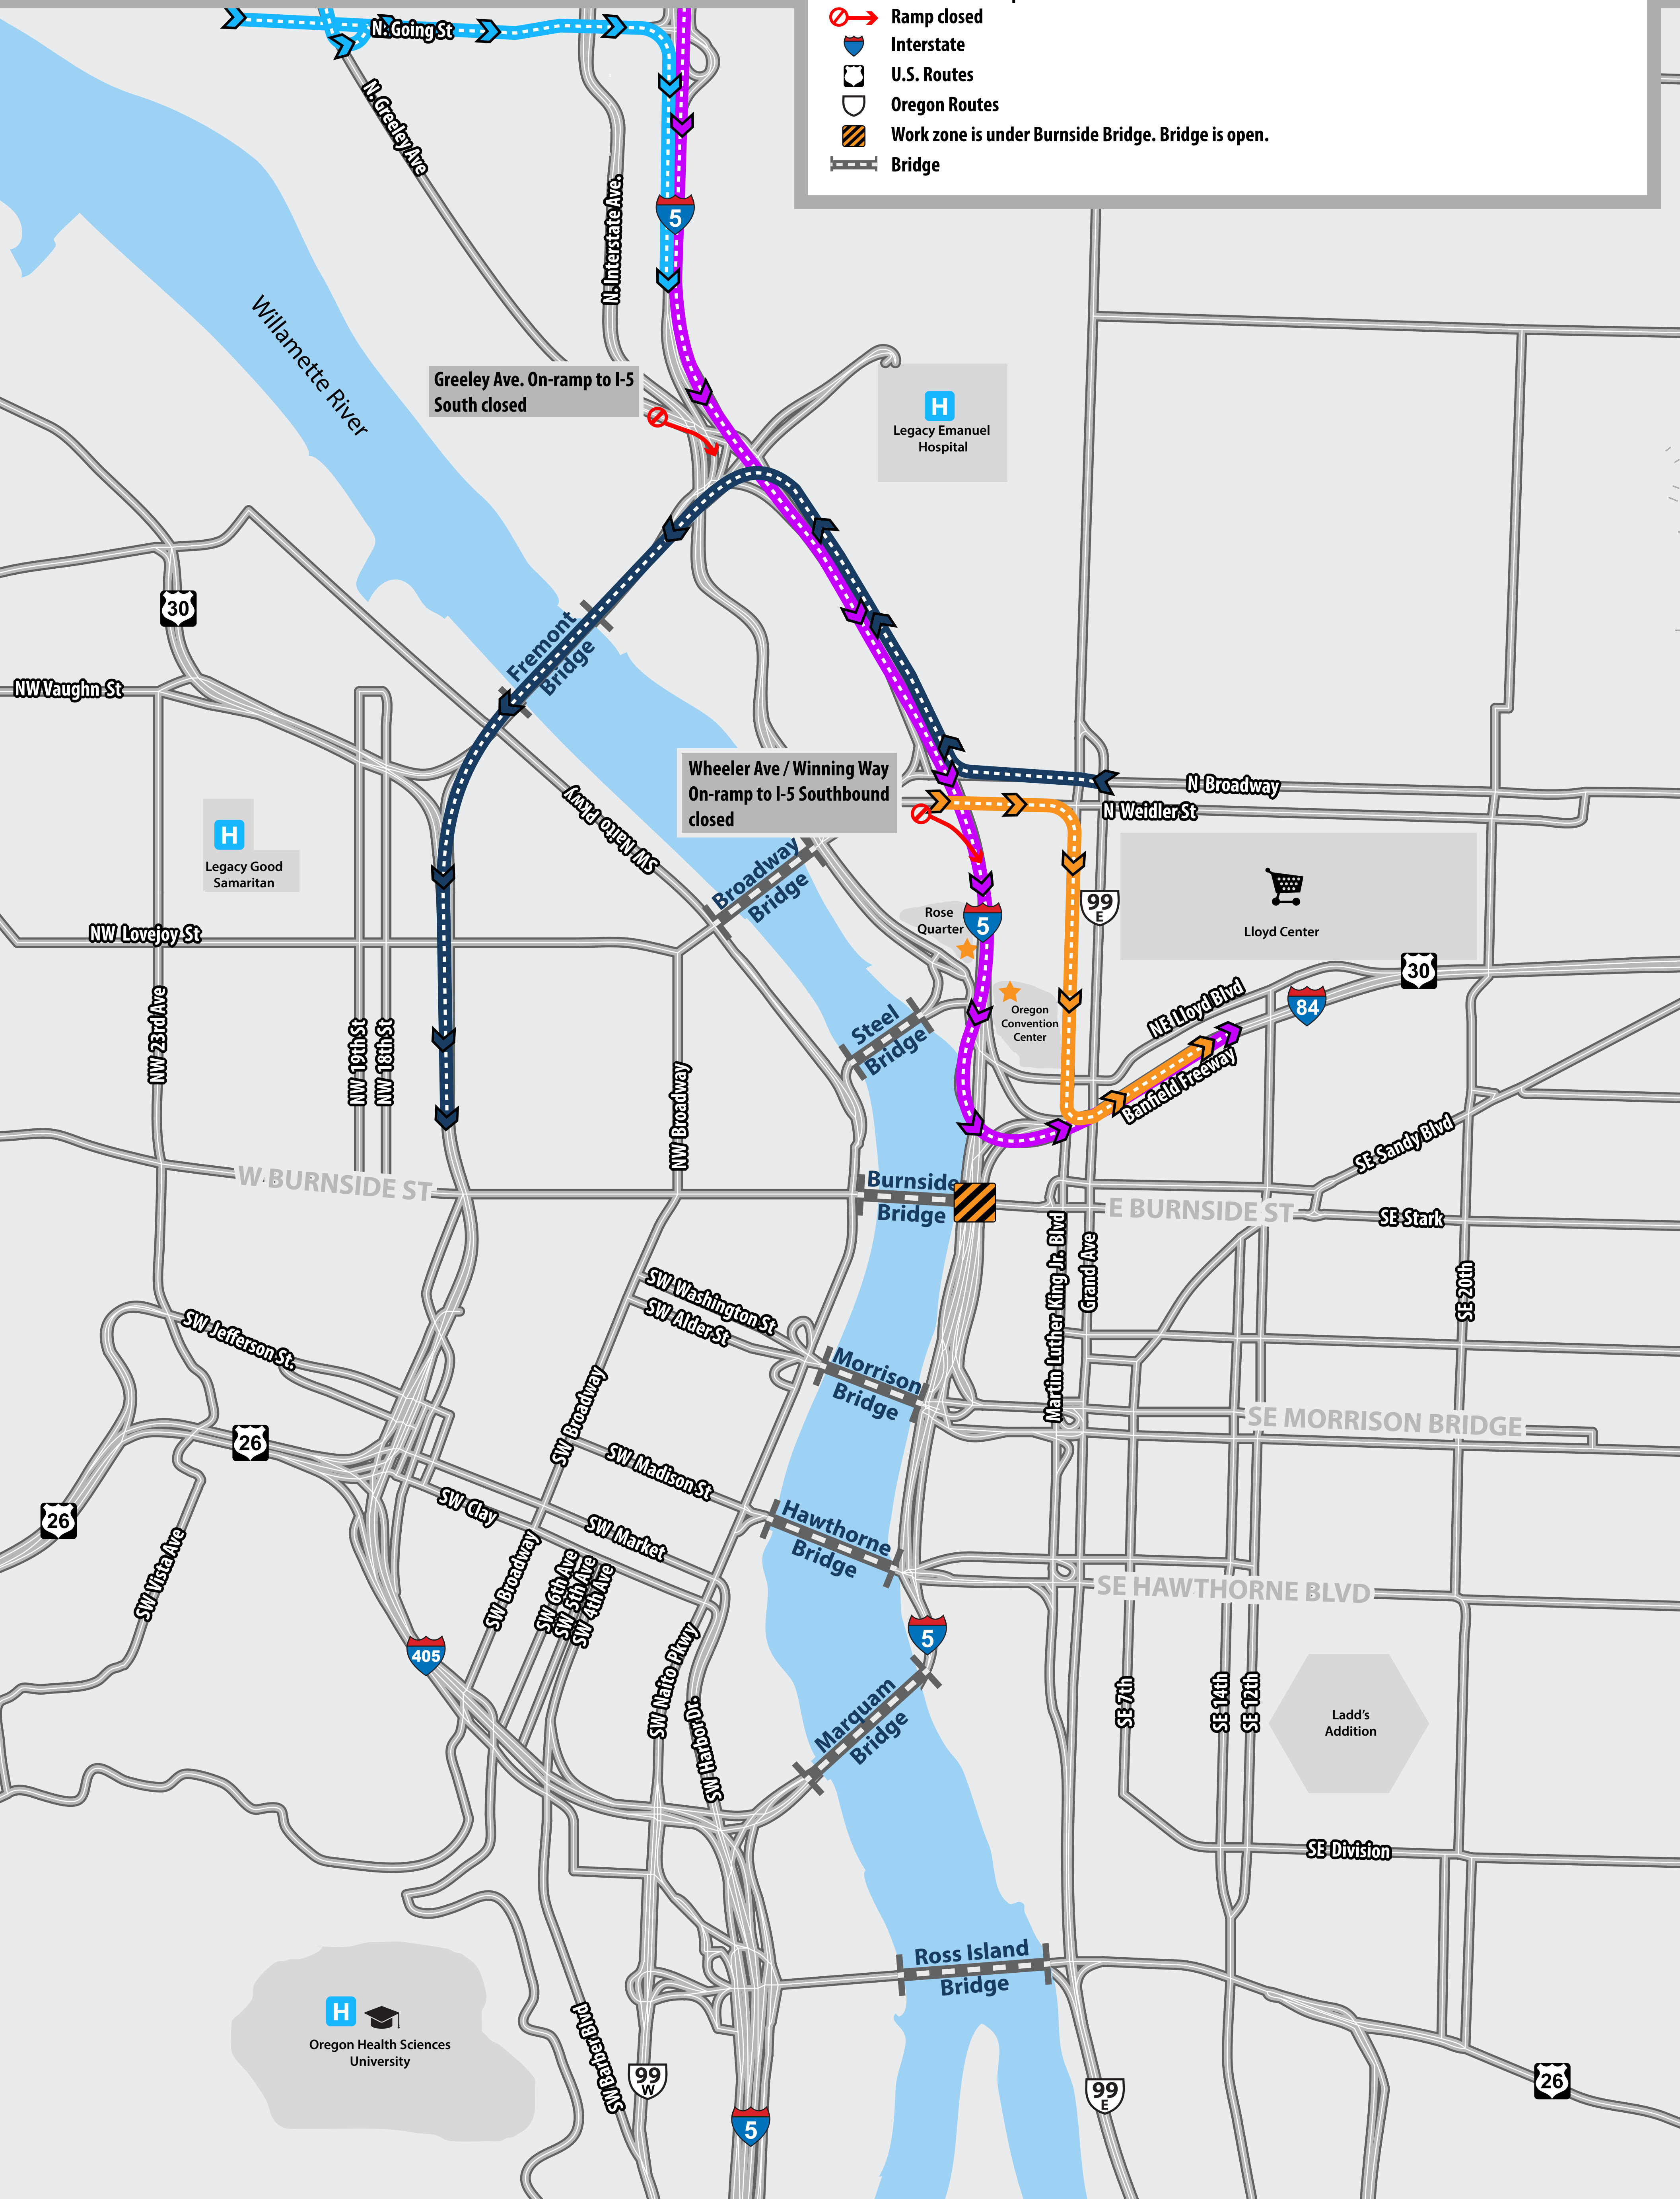 Ramp closed
Interstate
U.S. Routes
Oregon Routes
Work zone is under Burnside Bridge. Bridge is open.
Bridge
N. Going St
N. Greeley Ave
N. Interstate Ave.
5
Willamette River
Greeley Ave. On-ramp to I-5
South closed
H
Legacy Emanuel
Hospital
30
Fremont
Bridge
NW Vaughn St
Wheeler Ave / Winning Way
On-ramp to I-5 Southbound
closed
N Broadway
N Weidler St
SW Naito Pkwy
H
Legacy Good
Samaritan
Broadway
Bridge
99
E
Rose
Quarter
5
Lloyd Center
NW Lovejoy St
30
NW 23rd Ave
NW 19th St
NW 18th St
NW Broadway
Steel
Bridge
Oregon
Convention
Center
NE Lloyd Blvd
84
Banfield Freeway
SE Sandy Blvd
W BURNSIDE ST
Burnside
Bridge
E BURNSIDE ST
SE Stark
Martin Luther King Jr. Blvd
Grand Ave
SE 20th
SW Washington St
SW Alder St
SW Jefferson St.
Morrison
Bridge
SE MORRISON BRIDGE
SW Broadway
26
26
SW Madison St
SW Clay
SW Market
Hawthorne
Bridge
SE HAWTHORNE BLVD
SW Vista Ave
SW Broadway
SW 6th Ave
SW 5th Ave
SW 4th Ave
405
5
SW Naito Pkwy
SW Harbor Dr.
Marquam
Bridge
SE 7th
SE 14th
SE 12th
Ladd's
Addition
SE Division
Ross Island
Bridge
H
Oregon Health Sciences
University
SW Barber Blvd
99
W
5
99
E
26